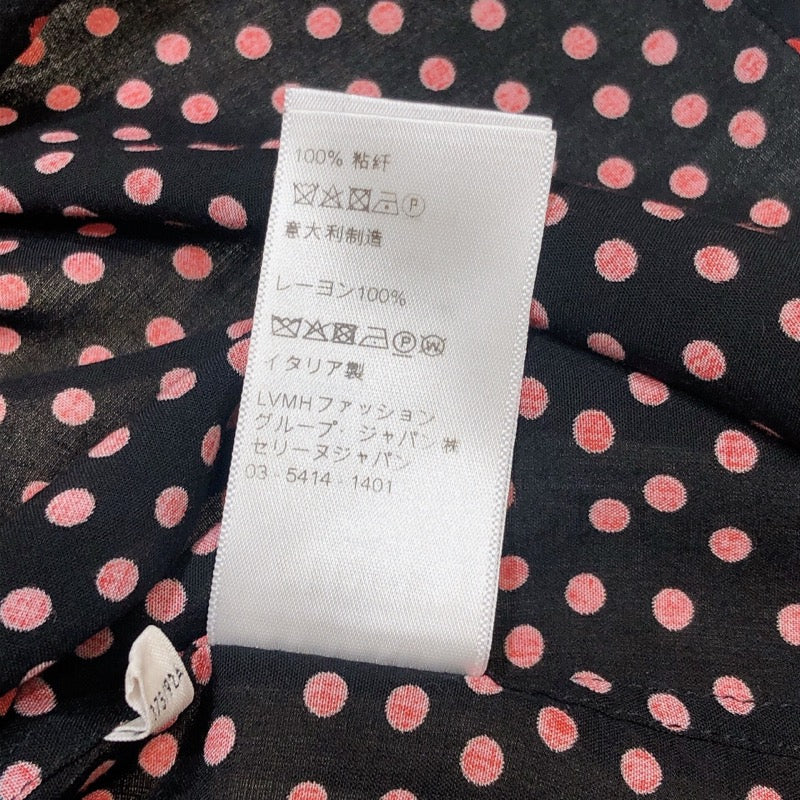 100% 粘纤
意大利制造
レーヨン100%
P W
イタリア製
LVMHファッション
グループ・ジャパン㈱
セリーヌジャパン
03 - 5414 - 1401